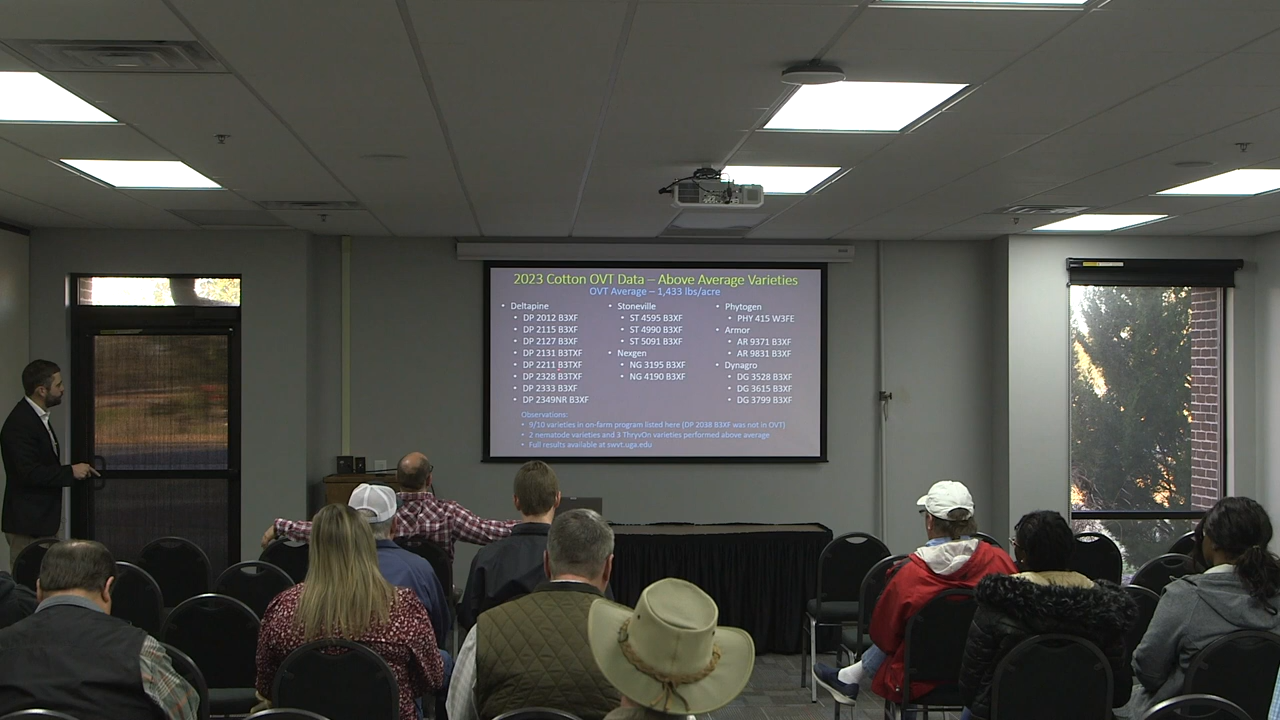 2023 Cotton OVT Data – Above Average Varieties
OVT Average – 1,433 lbs/acre
• Deltapine
• DP 2012 B3XF
• DP 2115 B3XF
• DP 2127 B3XF
• DP 2131 B3TXF
• DP 2211 B3TXF
• DP 2328 B3TXF
• DP 2333 B3XF
• DP 2349NR B3XF
• Stoneville
• ST 4595 B3XF
• ST 4990 B3XF
• ST 5091 B3XF
• Nexgen
• NG 3195 B3XF
• NG 4190 B3XF
• Phytogen
• PHY 415 W3FE
• Armor
• AR 9371 B3XF
• AR 9831 B3XF
• Dynagro
• DG 3528 B3XF
• DG 3615 B3XF
• DG 3799 B3XF
Observations:
• 9/10 varieties in on-farm program listed here (DP 2038 B3XF was not in OVT)
• 2 nematode varieties and 3 ThryvOn varieties performed above average
• Full results available at swvt.uga.edu